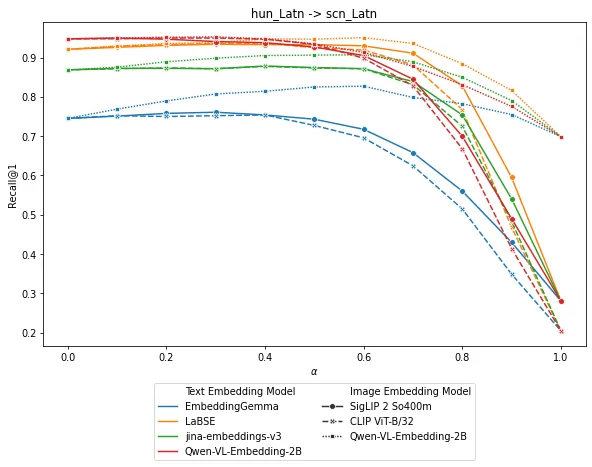 hun_Latn -> scn_Latn
Recall@1
0.9
0.8
0.7
0.6
0.5
0.4
0.3
0.2
0.0 0.2 0.4 0.6 0.8 1.0
α
Text Embedding Model Image Embedding Model
EmbeddingGemma SigLIP 2 So400m
LaBSE CLIP ViT-B/32
jina-embeddings-v3 Qwen-VL-Embedding-2B
Qwen-VL-Embedding-2B